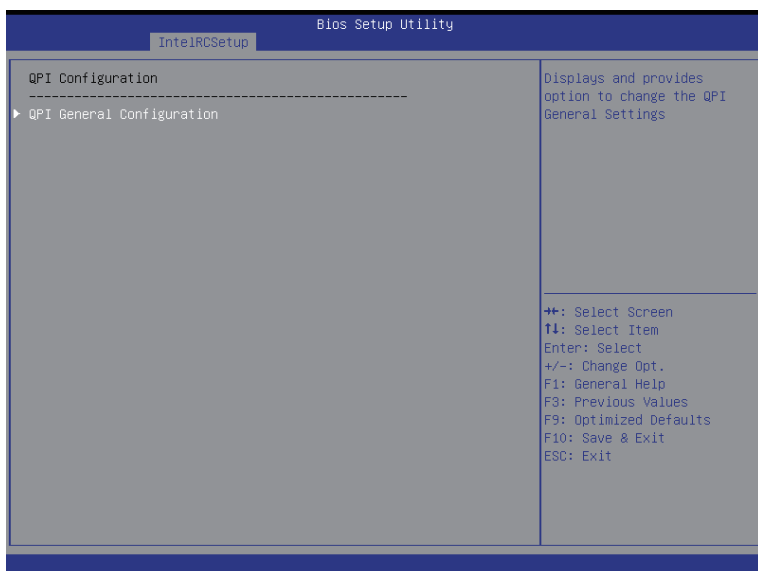 Bios Setup Utility
IntelRCSetup
QPI Configuration
--------------------------------------------------
▶ QPI General Configuration
Displays and provides
option to change the QPI
General Settings
→←: Select Screen
↑↓: Select Item
Enter: Select
+/-: Change Opt.
F1: General Help
F3: Previous Values
F9: Optimized Defaults
F10: Save & Exit
ESC: Exit